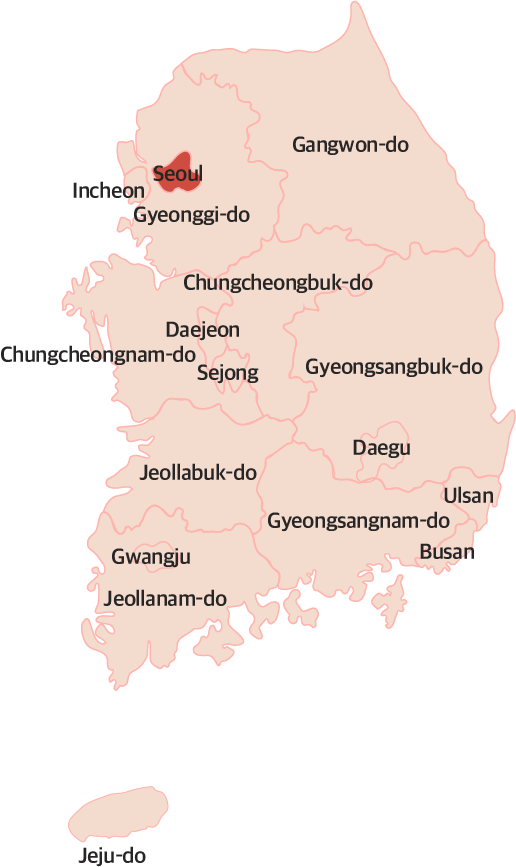 Gangwon-do
Seoul
Incheon
Gyeonggi-do
Chungcheongbuk-do
Daejeon
Chungcheongnam-do
Sejong
Gyeongsangbuk-do
Daegu
Jeollabuk-do
Ulsan
Gyeongsangnam-do
Busan
Gwangju
Jeollanam-do
Jeju-do